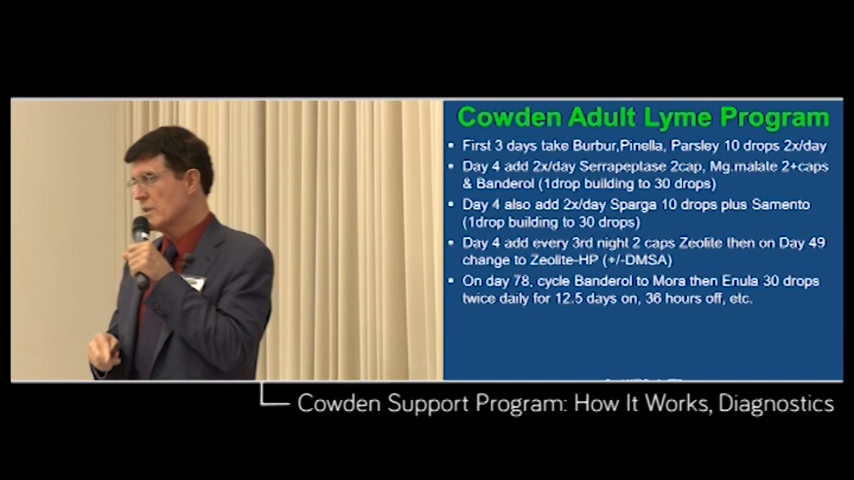 Cowden Adult Lyme Program
First 3 days take Burbur,Pinella, Parsley 10 drops 2x/day
Day 4 add 2x/day Serrapeptase 2cap, Mg.malate 2+caps
& Banderol (1drop building to 30 drops)
Day 4 also add 2x/day Sparga 10 drops plus Samento
(1drop building to 30 drops)
Day 4 add every 3rd night 2 caps Zeolite then on Day 49
change to Zeolite-HP (+/-DMSA)
On day 78, cycle Banderol to Mora then Enula 30 drops
twice daily for 12.5 days on, 36 hours off, etc.
Cowden Support Program: How It Works, Diagnostics